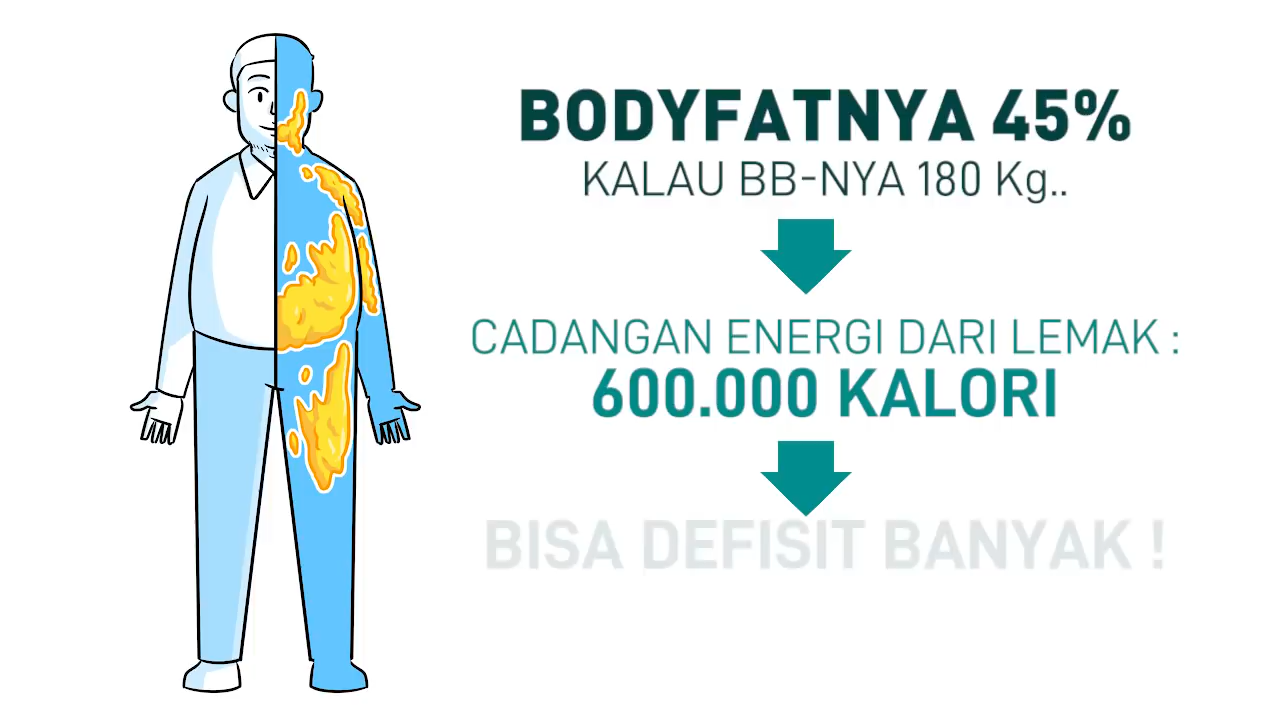 BODYFATNYA 45%
KALAU BB-NYA 180 Kg..
CADANGAN ENERGI DARI LEMAK :
600.000 KALORI
BISA DEFISIT BANYAK !